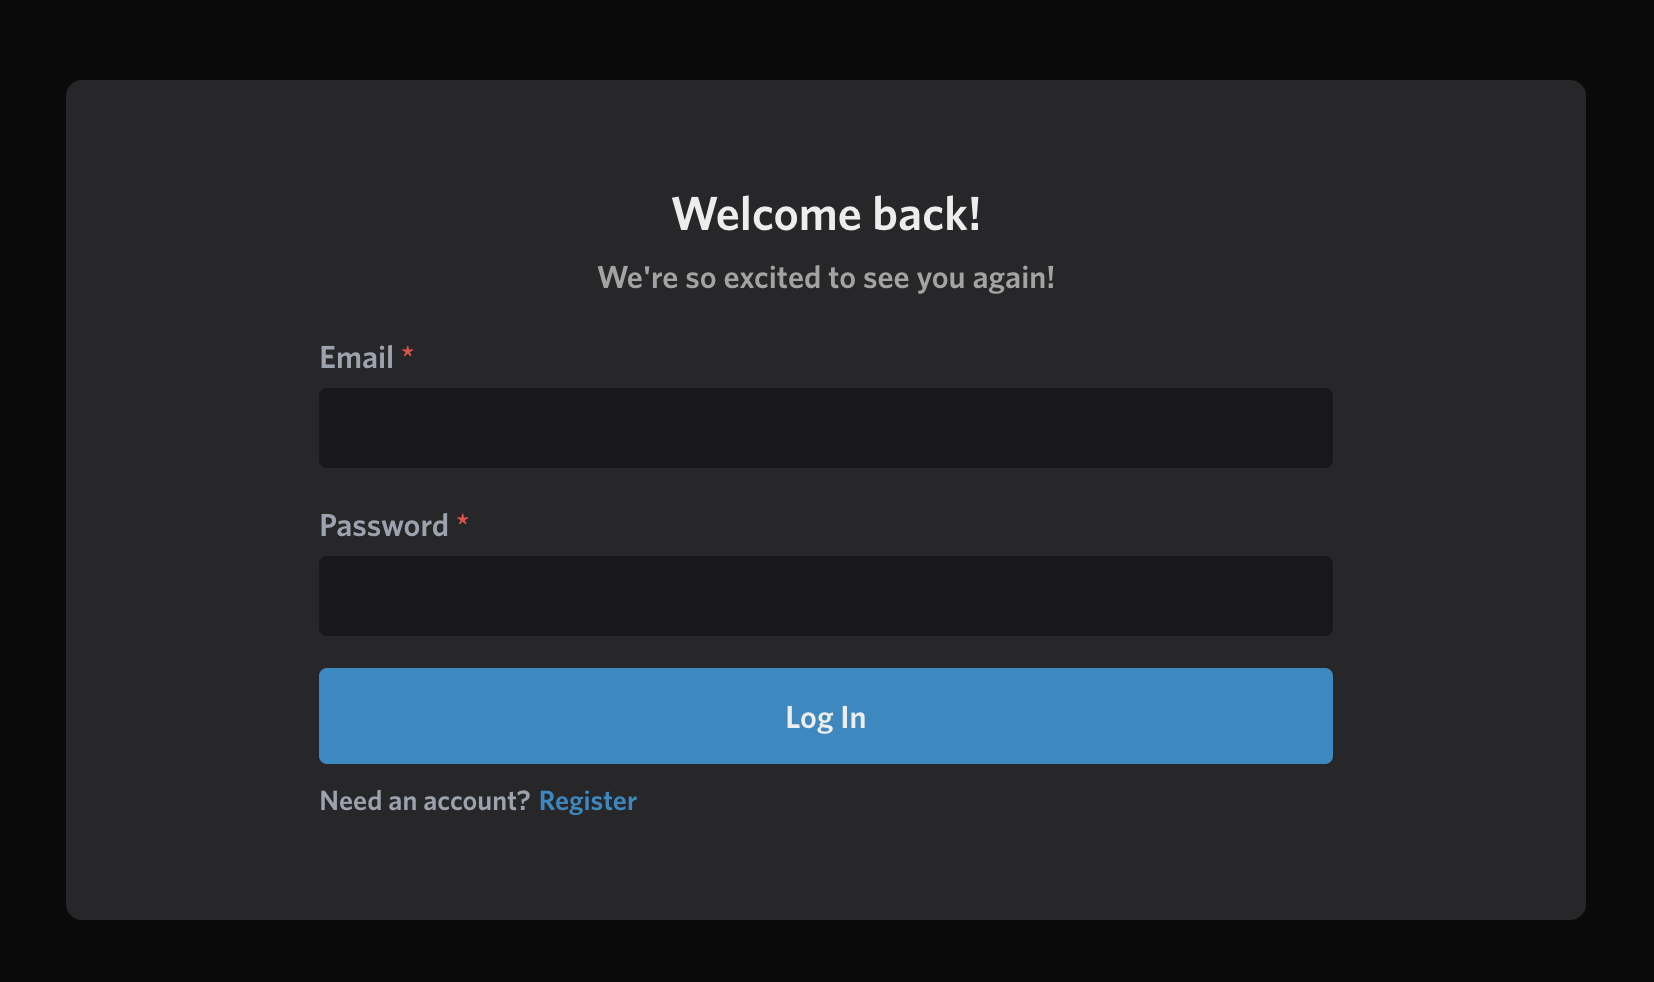 Welcome back!
We're so excited to see you again!
Email *
Password *
Log In
Need an account? Register